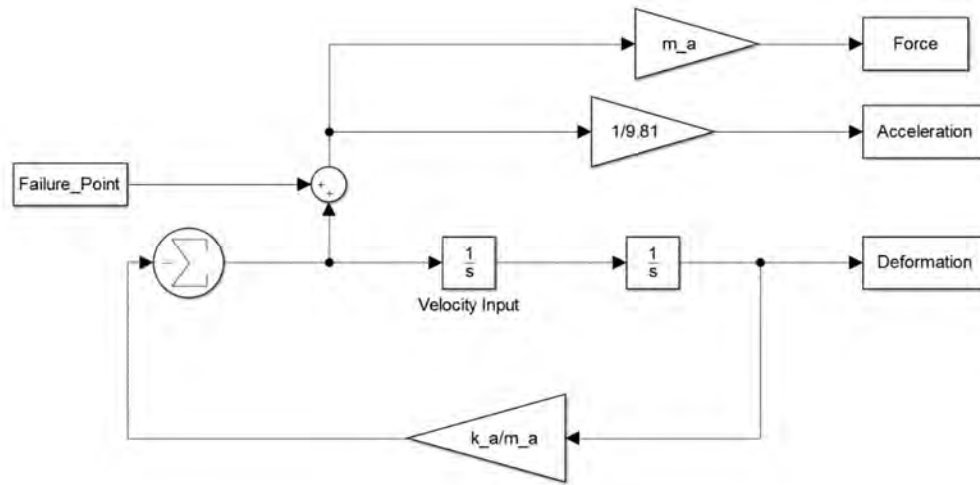 m_a
Force
1/9.81
Acceleration
Failure_Point
+
+
−
Σ
1
s
1
s
Deformation
Velocity Input
k_a/m_a